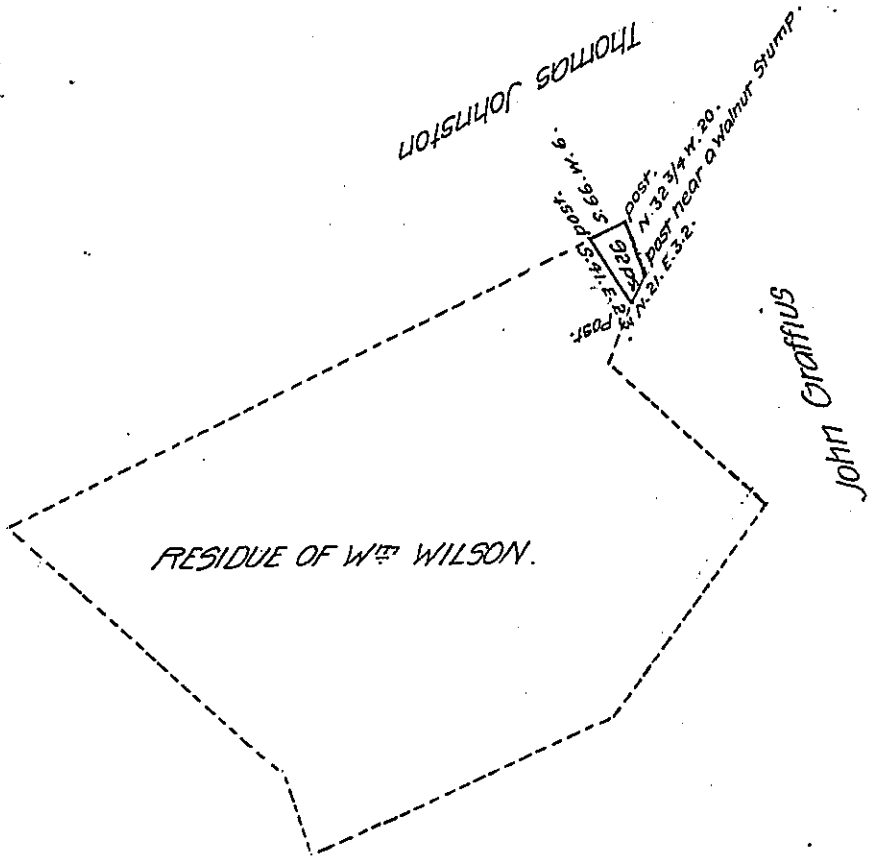 Thomas Johnston
S. 66. W. 6.
post.
post.
N. 32 3/4 W. 20.
92 P
post near a Walnut Stump.
S. 41. E. 23.
N. 21. E. 3.2.
Post.
John Graffius
RESIDUE OF Wm WILSON.